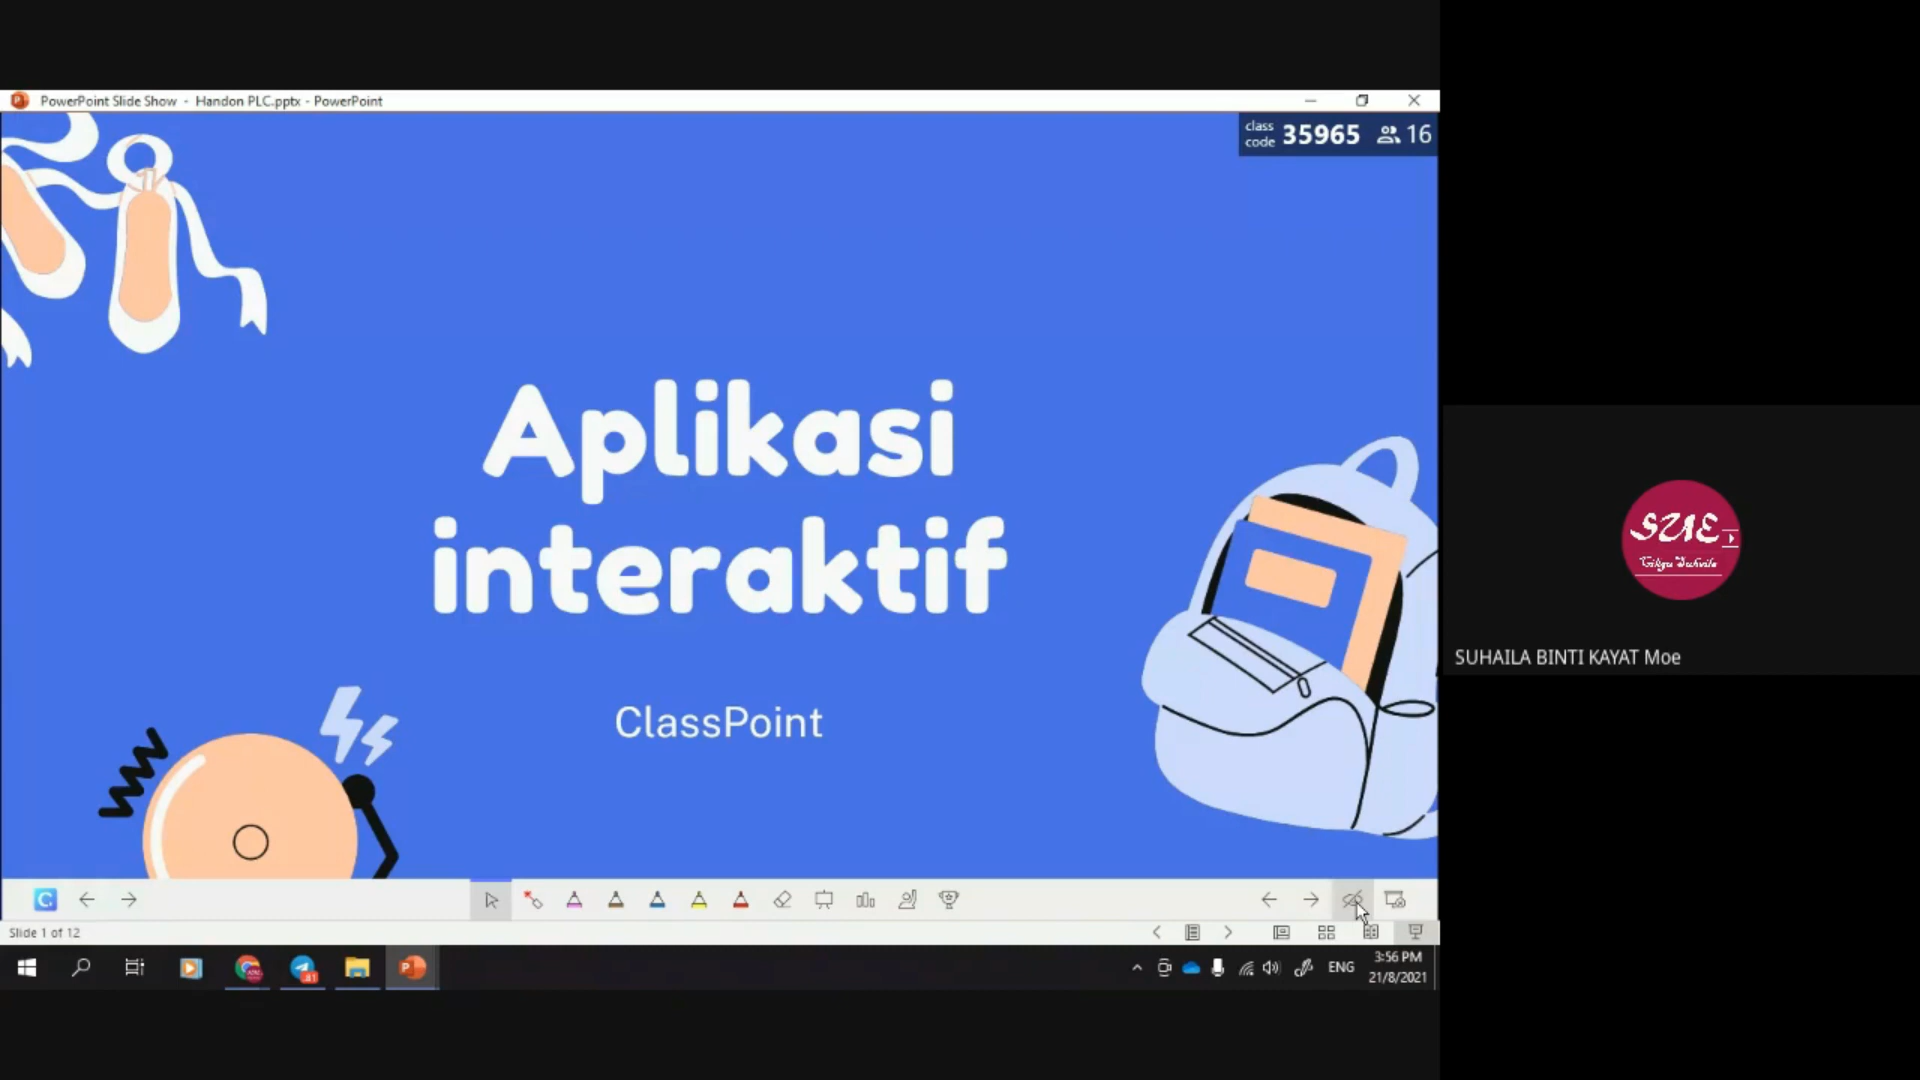 PowerPoint Slide Show - Handon PLC.pptx - PowerPoint
class code 35965 16
Aplikasi
interaktif
ClassPoint
SUHAILA BINTI KAYAT Moe
Slide 1 of 12
ENG
3:56 PM
21/8/2021